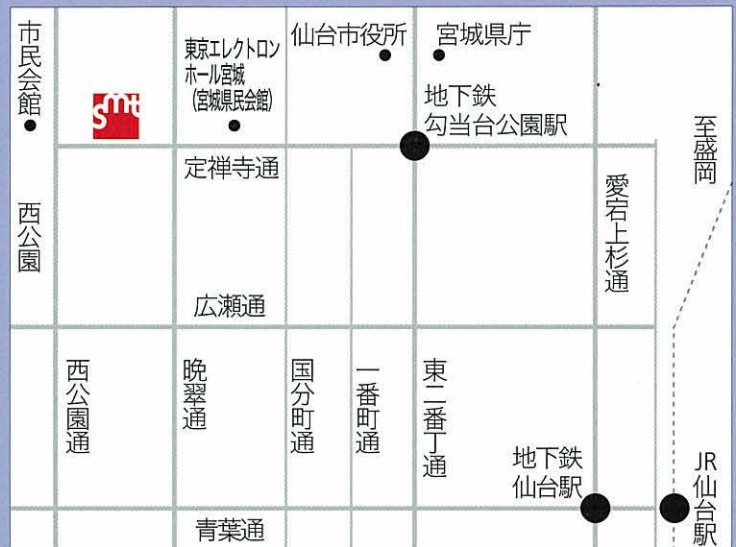 市民会館
smt
東京エレクトロン
ホール宮城
(宮城県民会館)
仙台市役所
宮城県庁
地下鉄
勾当台公園駅
至盛岡
定禅寺通
西公園
愛宕上杉通
広瀬通
西公園通
晩翠通
国分町通
一番町通
東二番丁通
地下鉄
仙台駅
JR仙台駅
青葉通